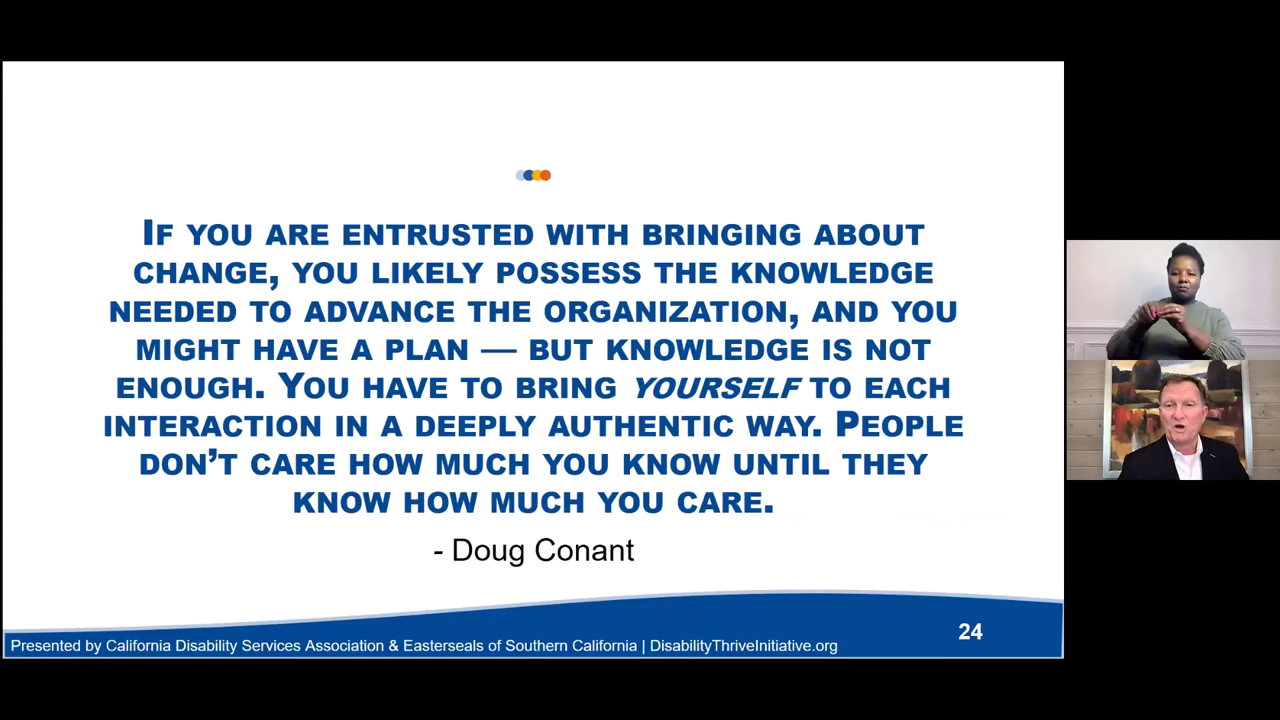 IF YOU ARE ENTRUSTED WITH BRINGING ABOUT
CHANGE, YOU LIKELY POSSESS THE KNOWLEDGE
NEEDED TO ADVANCE THE ORGANIZATION, AND YOU
MIGHT HAVE A PLAN — BUT KNOWLEDGE IS NOT
ENOUGH. YOU HAVE TO BRING YOURSELF TO EACH
INTERACTION IN A DEEPLY AUTHENTIC WAY. PEOPLE
DON’T CARE HOW MUCH YOU KNOW UNTIL THEY
KNOW HOW MUCH YOU CARE.
- Doug Conant
24
Presented by California Disability Services Association & Easterseals of Southern California | DisabilityThriveInitiative.org